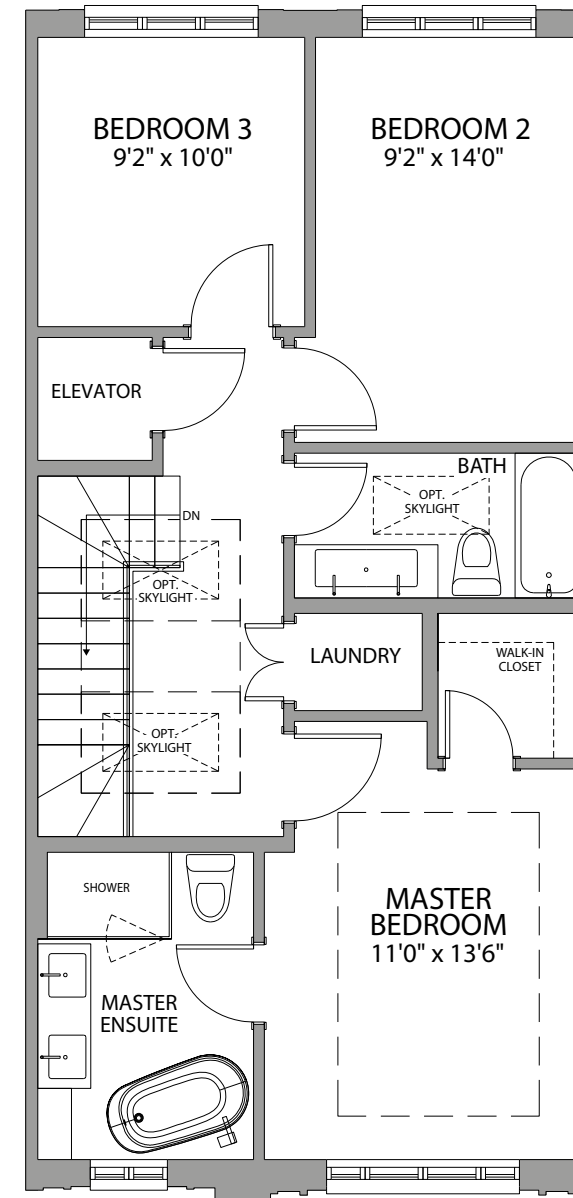 BEDROOM 3
9'2" x 10'0"
BEDROOM 2
9'2" x 14'0"
ELEVATOR
BATH
OPT.
SKYLIGHT
DN
OPT.
SKYLIGHT
LAUNDRY
WALK-IN
CLOSET
OPT.
SKYLIGHT
SHOWER
MASTER
BEDROOM
11'0" x 13'6"
MASTER
ENSUITE